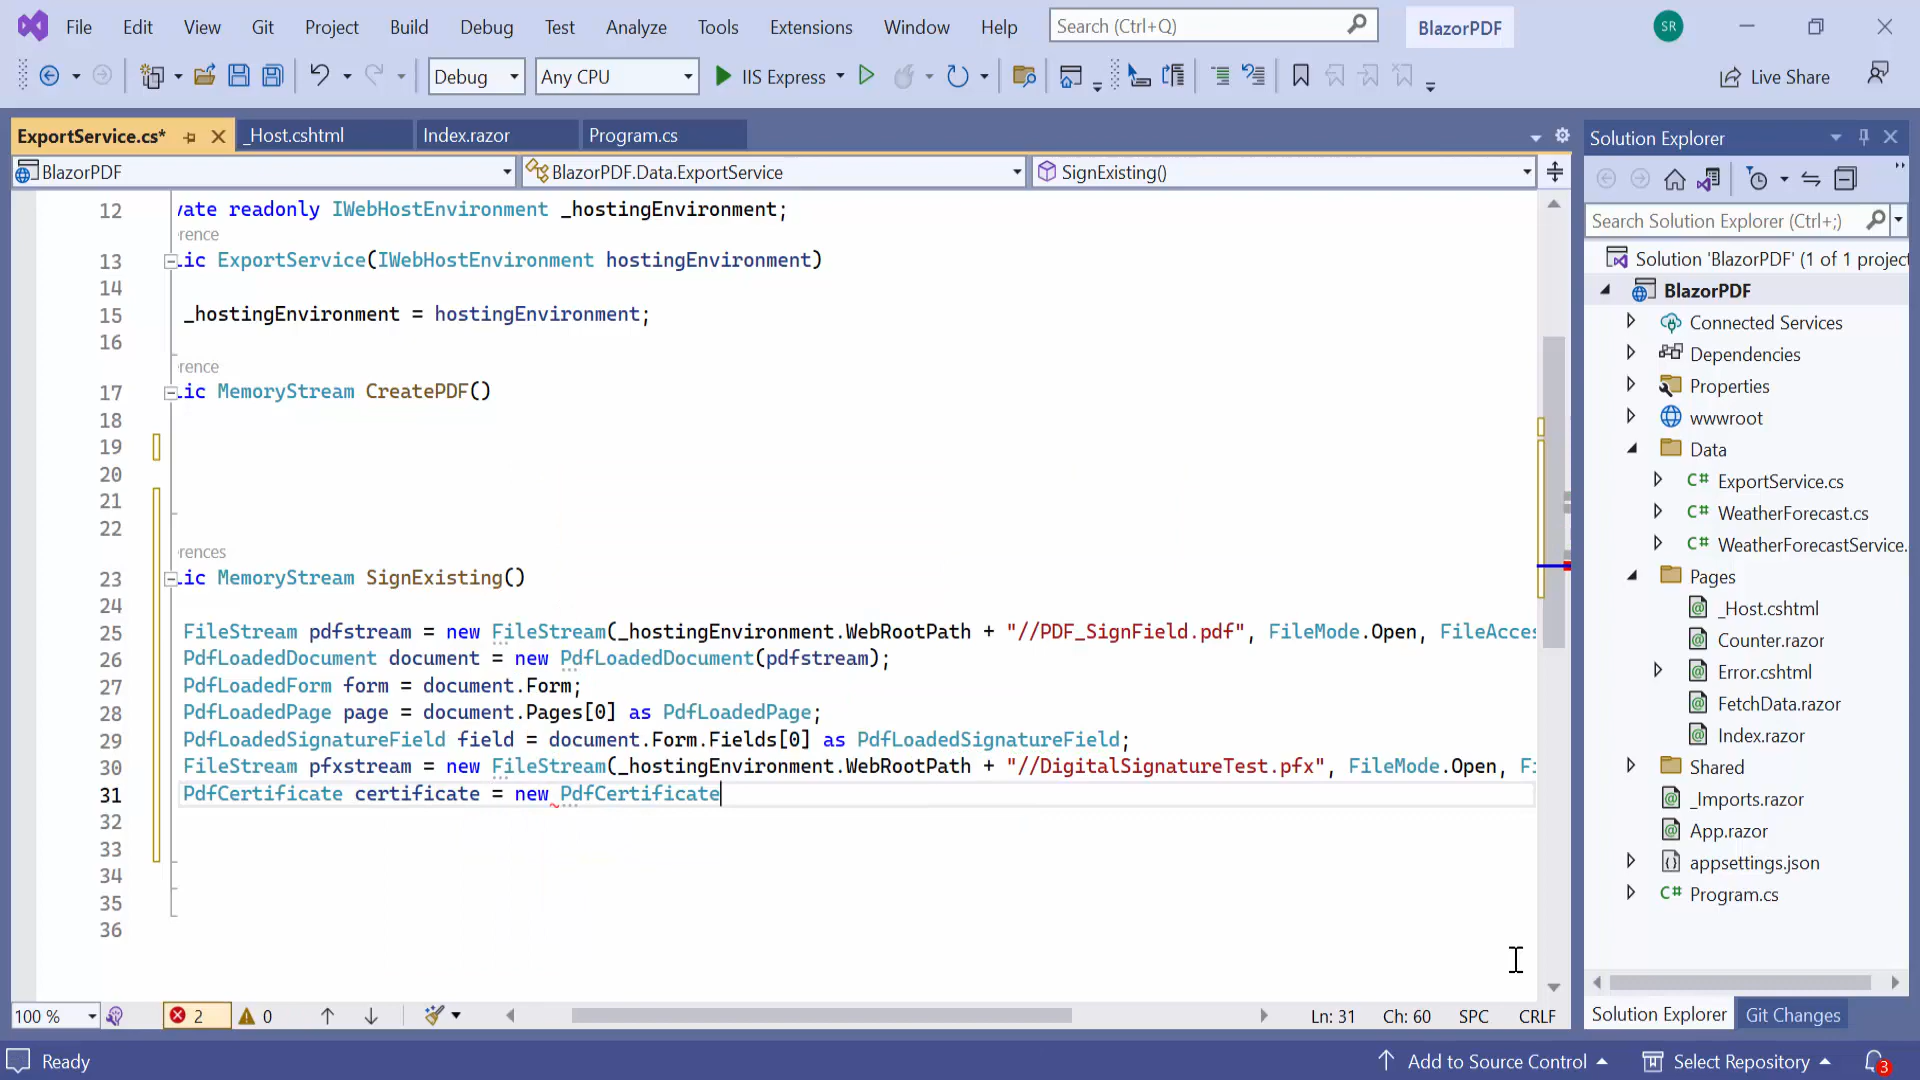 File Edit View Git Project Build Debug Test Analyze Tools Extensions Window Help Search (Ctrl+Q) BlazorPDF SR
Debug Any CPU IIS Express Live Share
ExportService.cs* _Host.cshtml Index.razor Program.cs
BlazorPDF BlazorPDF.Data.ExportService SignExisting()
12 vate readonly IWebHostEnvironment _hostingEnvironment;
rence
13 lic ExportService(IWebHostEnvironment hostingEnvironment)
14
15 _hostingEnvironment = hostingEnvironment;
16
rence
17 lic MemoryStream CreatePDF()
18
19
20
21
22
rences
23 lic MemoryStream SignExisting()
24
25 FileStream pdfstream = new FileStream(_hostingEnvironment.WebRootPath + "//PDF_SignField.pdf", FileMode.Open, FileAcces
26 PdfLoadedDocument document = new PdfLoadedDocument(pdfstream);
27 PdfLoadedForm form = document.Form;
28 PdfLoadedPage page = document.Pages[0] as PdfLoadedPage;
29 PdfLoadedSignatureField field = document.Form.Fields[0] as PdfLoadedSignatureField;
30 FileStream pfxstream = new FileStream(_hostingEnvironment.WebRootPath + "//DigitalSignatureTest.pfx", FileMode.Open, Fi
31 PdfCertificate certificate = new PdfCertificate
32
33
34
35
36
100 % 2 0 Ln: 31 Ch: 60 SPC CRLF
Solution Explorer
Search Solution Explorer (Ctrl+;)
Solution 'BlazorPDF' (1 of 1 project
BlazorPDF
Connected Services
Dependencies
Properties
wwwroot
Data
C# ExportService.cs
C# WeatherForecast.cs
C# WeatherForecastService.
Pages
_Host.cshtml
Counter.razor
Error.cshtml
FetchData.razor
Index.razor
Shared
_Imports.razor
App.razor
appsettings.json
C# Program.cs
Solution Explorer Git Changes
Ready Add to Source Control Select Repository 3